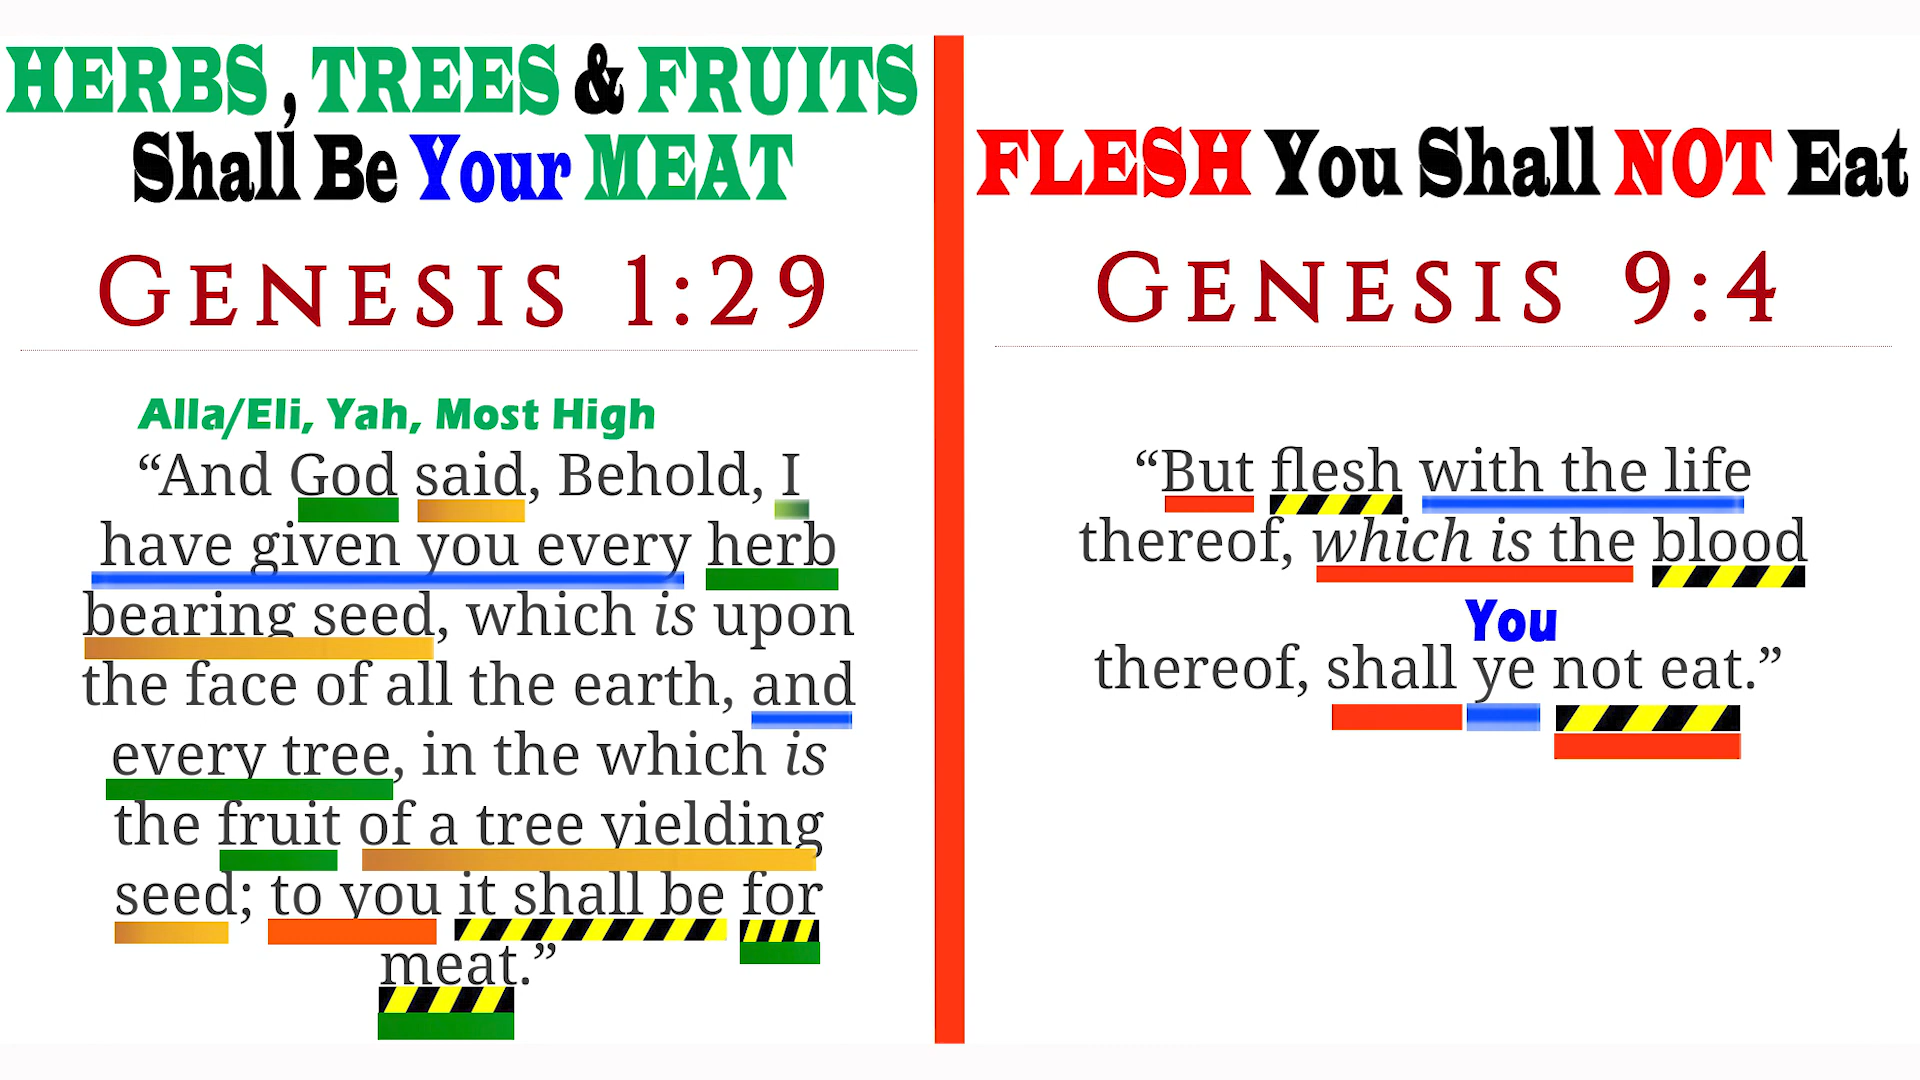 HERBS, TREES & FRUITS
Shall Be Your MEAT
GENESIS 1:29
Alla/Eli, Yah, Most High
“And God said, Behold, I
have given you every herb
bearing seed, which is upon
the face of all the earth, and
every tree, in the which is
the fruit of a tree yielding
seed; to you it shall be for
meat.”
FLESH You Shall NOT Eat
GENESIS 9:4
“But flesh with the life
thereof, which is the blood
You
thereof, shall ye not eat.”